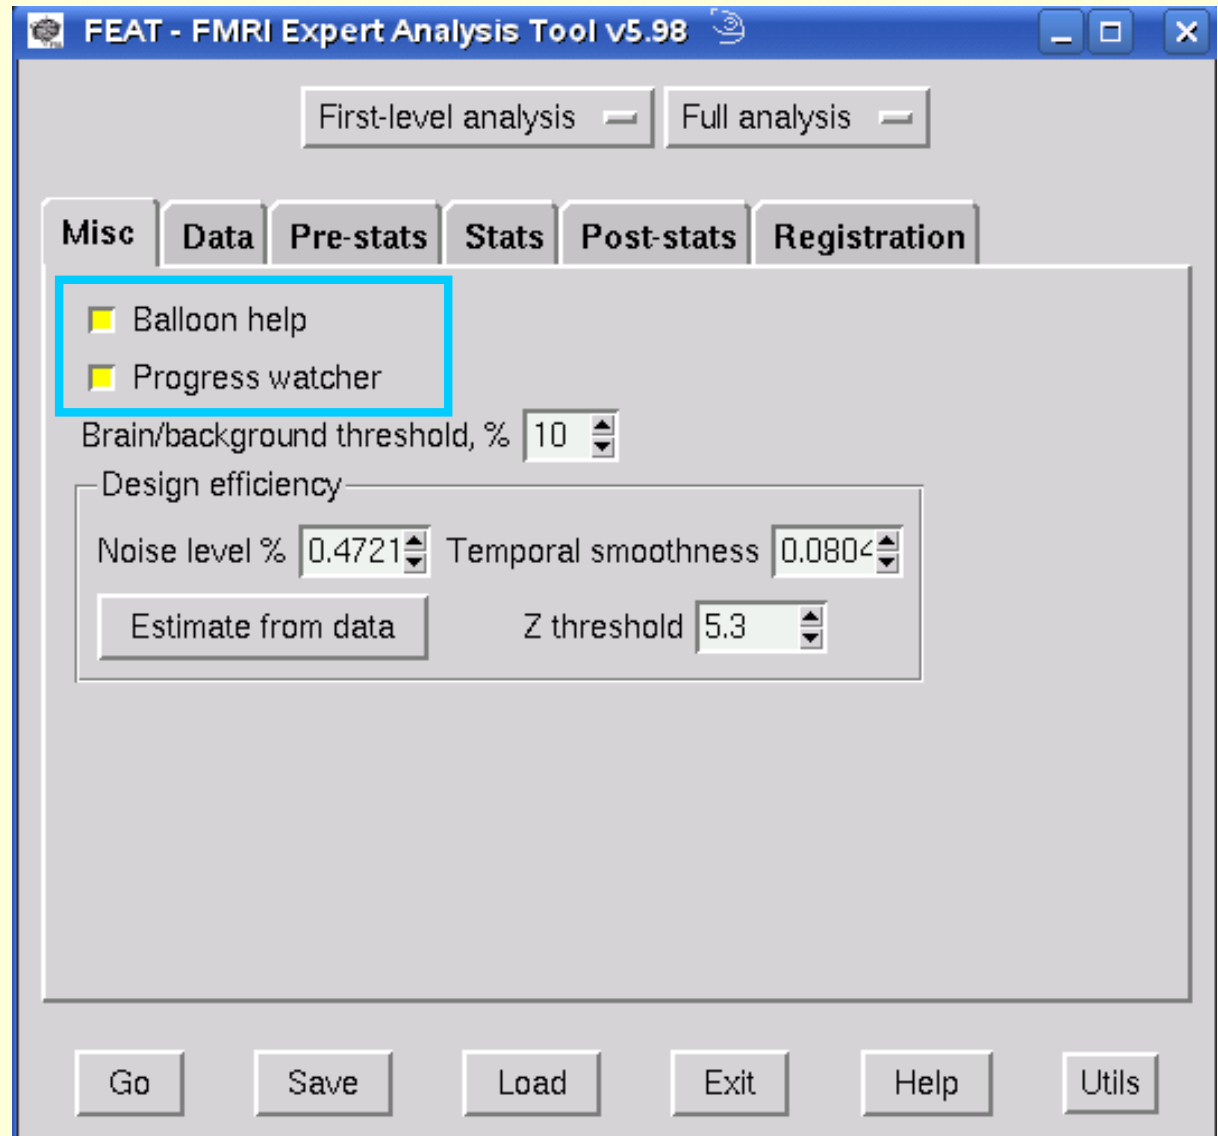 FEAT - FMRI Expert Analysis Tool v5.98
First-level analysis Full analysis
Misc Data Pre-stats Stats Post-stats Registration
Balloon help
Progress watcher
Brain/background threshold, % 10
Design efficiency
Noise level % 0.4721 Temporal smoothness 0.0804
Estimate from data Z threshold 5.3
Go Save Load Exit Help Utils